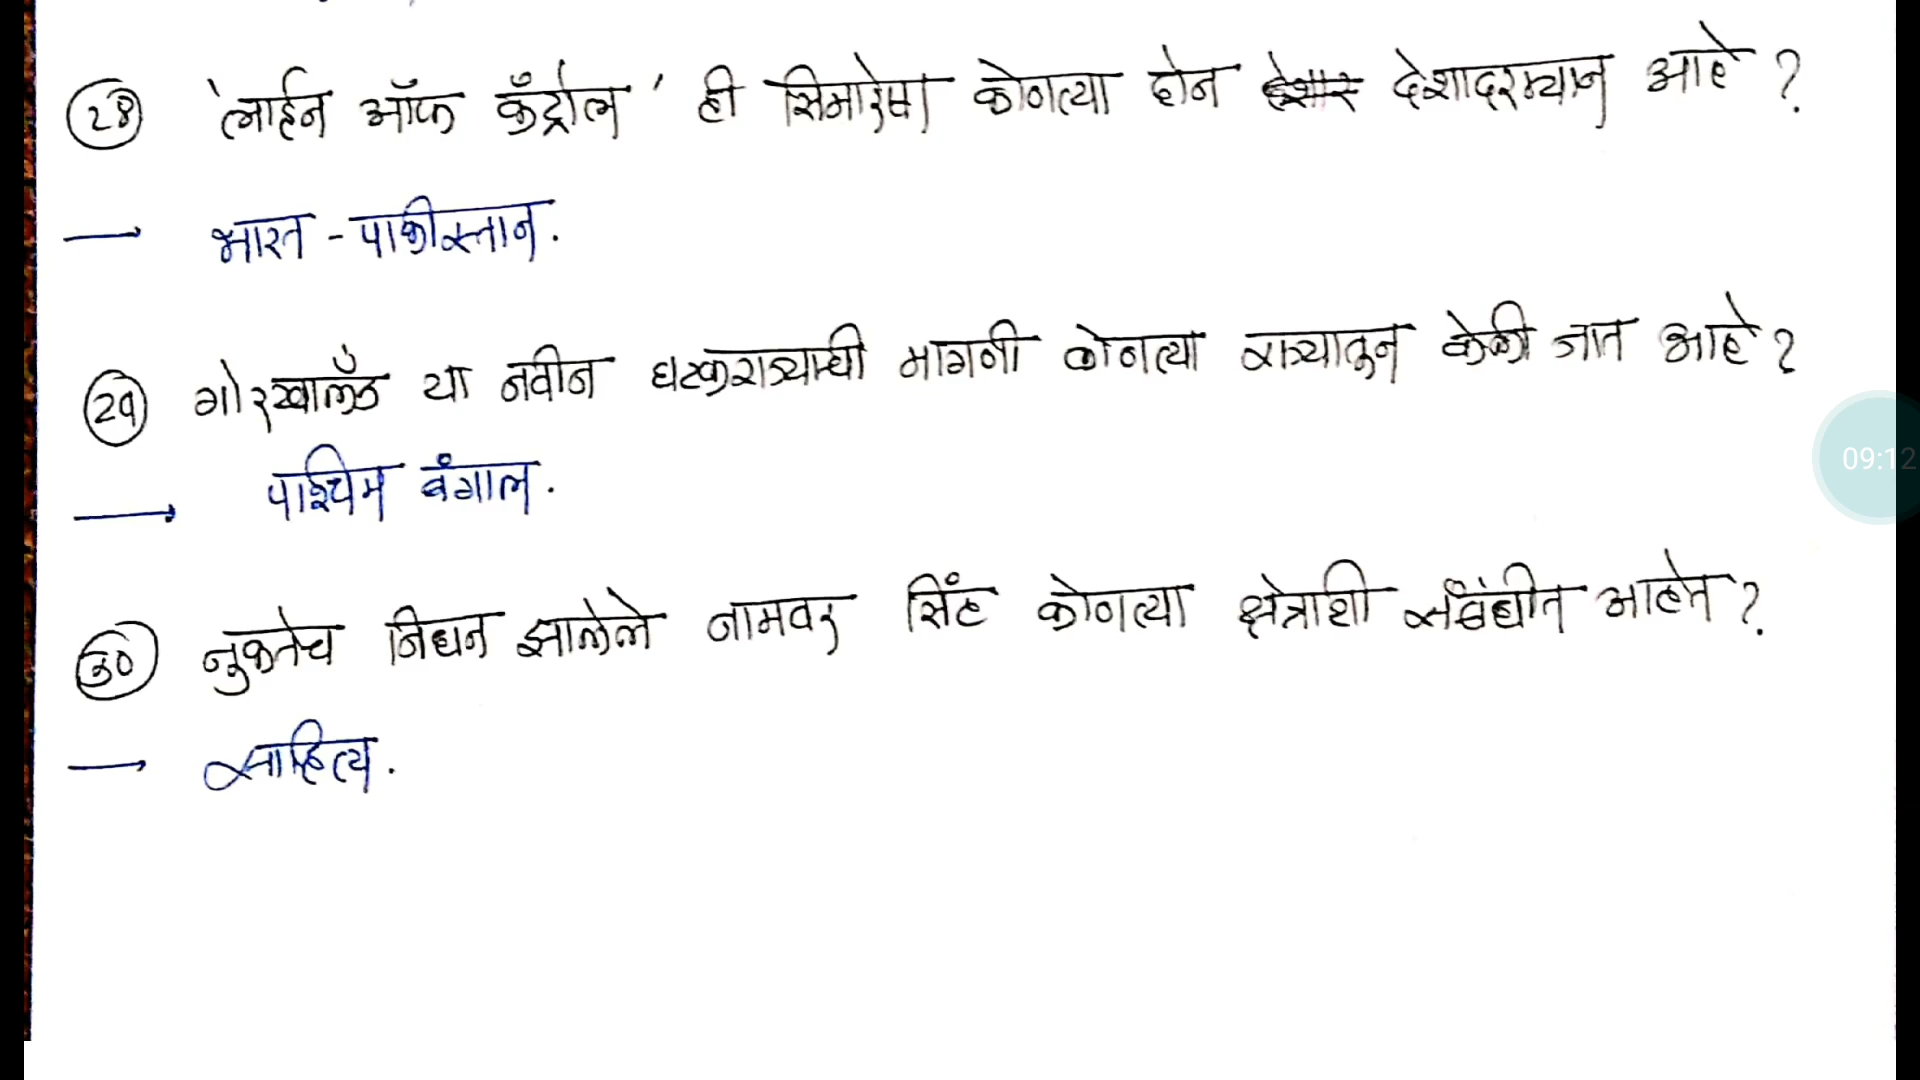 (28) 'लाईन ऑफ कँट्रोल' ही सिमारेषा कोणत्या दोन देशादरम्यान आहे ?
→ भारत - पाकीस्तान.
(29) गोरखालँड या नवीन घटकराज्याची मागणी कोणत्या राज्यातून केली जात आहे ?
→ पाश्चिम बंगाल.
(30) नुकतेच निधन झालेले नामवर सिंह कोणत्या क्षेत्राशी संबंधीत आहेत ?
→ साहित्य.
09:12